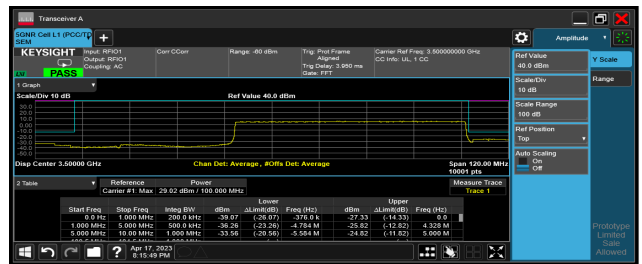 Transceiver A
SGNR Cell L1 (PCC/TD
SEM
Amplitude
KEYSIGHT
Input: RFIO1
Output: RFIO1
Coupling: AC
Corr CCorr
Range: -60 dBm
Trig: Prot Frame
Aligned
Trig Delay: 3.950 ms
Gate: FFT
Carrier Ref Freq: 3.500000000 GHz
CC Info: UL, 1 CC
PASS
1 Graph
Scale/Div 10 dB
Ref Value 40.0 dBm
30.0
20.0
10.0
0.00
-10.0
-20.0
-30.0
-40.0
-50.0
Disp Center 3.50000 GHz
Chan Det: Average , #Offs Det: Average
Span 120.00 MHz
10001 pts
2 Table
Reference
Power
Carrier #1: Max
29.02 dBm / 100.000 MHz
Measure Trace
Trace 1
Lower
Upper
Start Freq Stop Freq Integ BW dBm ΔLimit(dB) Freq (Hz) dBm ΔLimit(dB) Freq (Hz)
0.0 Hz 1.000 MHz 200.0 kHz -39.07 (-26.07) -376.0 k -27.33 (-14.33) 0.0
1.000 MHz 5.000 MHz 500.0 kHz -36.26 (-23.26) -4.784 M -25.82 (-12.82) 4.328 M
5.000 MHz 10.00 MHz 1.000 MHz -33.56 (-20.56) -5.584 M -24.82 (-11.82) 5.000 M
Ref Value
40.0 dBm
Scale/Div
10 dB
Scale Range
100 dB
Ref Position
Top
Auto Scaling
On
Off
Y Scale
Range
Prototype
Limited
Sale
Allowed
Apr 17, 2023
8:15:49 PM